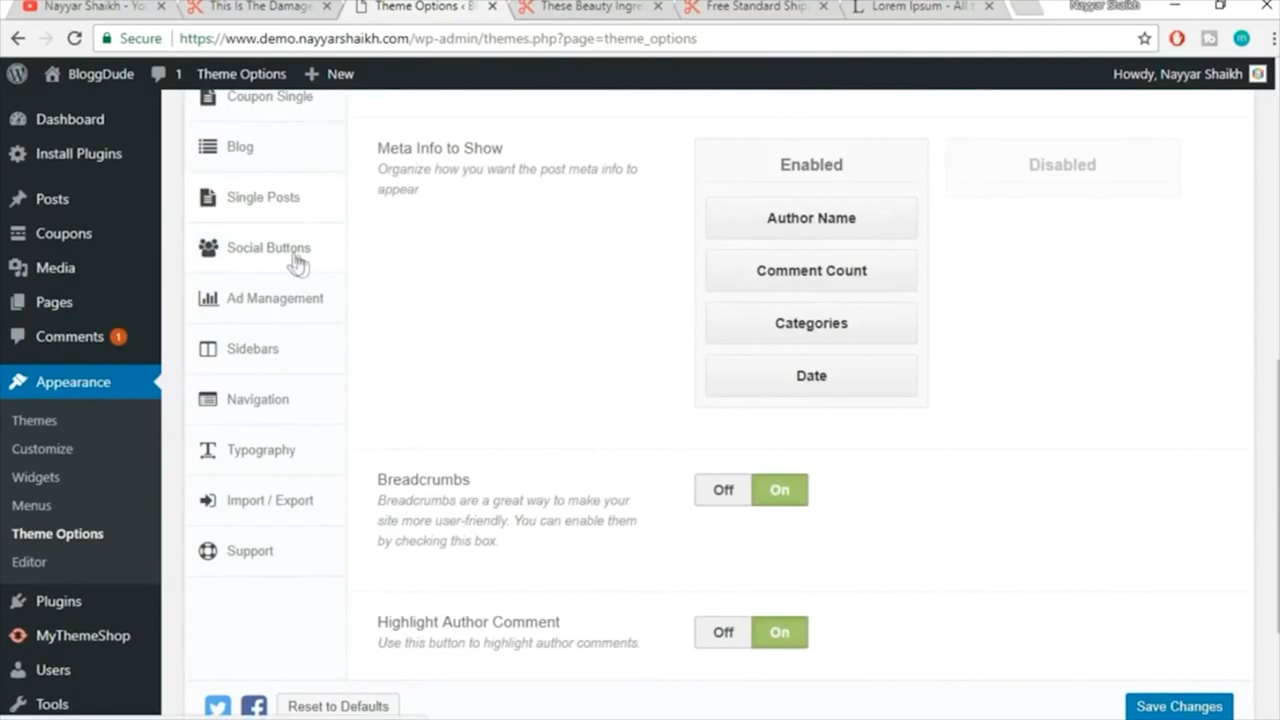 Nayyar Shaikh - Yo
This Is The Damage
Theme Options ‹ B
These Beauty Ingre
Free Standard Ship
Lorem Ipsum - All
Nayyar Shaikh
Secure
https://www.demo.nayyarshaikh.com/wp-admin/themes.php?page=theme_options
BloggDude
1
Theme Options
New
Howdy, Nayyar Shaikh
Dashboard
Install Plugins
Posts
Coupons
Media
Pages
Comments 1
Appearance
Themes
Customize
Widgets
Menus
Theme Options
Editor
Plugins
MyThemeShop
Users
Tools
Coupon Single
Blog
Single Posts
Social Buttons
Ad Management
Sidebars
Navigation
Typography
Import / Export
Support
Meta Info to Show
Organize how you want the post meta info to
appear
Enabled
Author Name
Comment Count
Categories
Date
Disabled
Breadcrumbs
Breadcrumbs are a great way to make your
site more user-friendly. You can enable them
by checking this box.
Off On
Highlight Author Comment
Use this button to highlight author comments.
Off On
Reset to Defaults
Save Changes